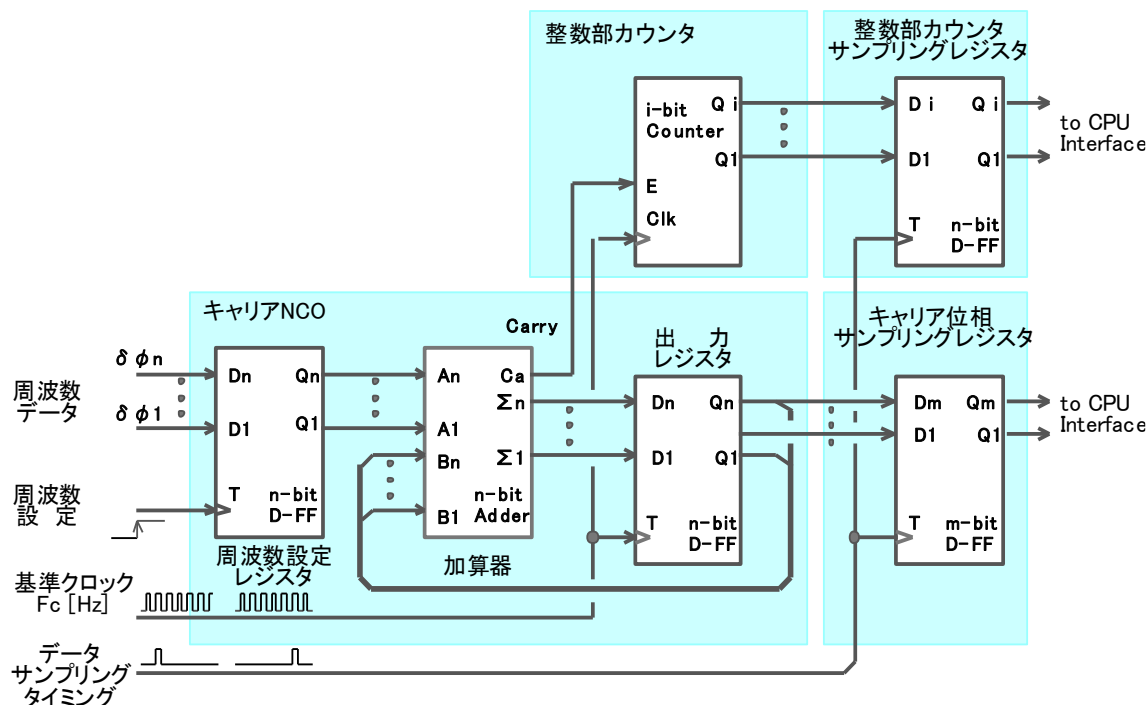 整数部カウンタ
i-bit
Counter
Q i
Q1
E
Clk
整数部カウンタ
サンプリングレジスタ
D i
Q i
D1
Q1
T
n-bit
D-FF
to CPU
Interface
キャリアNCO
δφn
δφ1
周波数
データ
周波数
設 定
Dn
Qn
D1
Q1
T
n-bit
D-FF
周波数設定
レジスタ
Carry
An
Ca
Σn
A1
Bn
Σ1
B1
n-bit
Adder
加算器
出 力
レジスタ
Dn
Qn
D1
Q1
T
n-bit
D-FF
キャリア位相
サンプリングレジスタ
Dm
Qm
D1
Q1
T
m-bit
D-FF
to CPU
Interface
基準クロック
Fc [Hz]
データ
サンプリング
タイミング